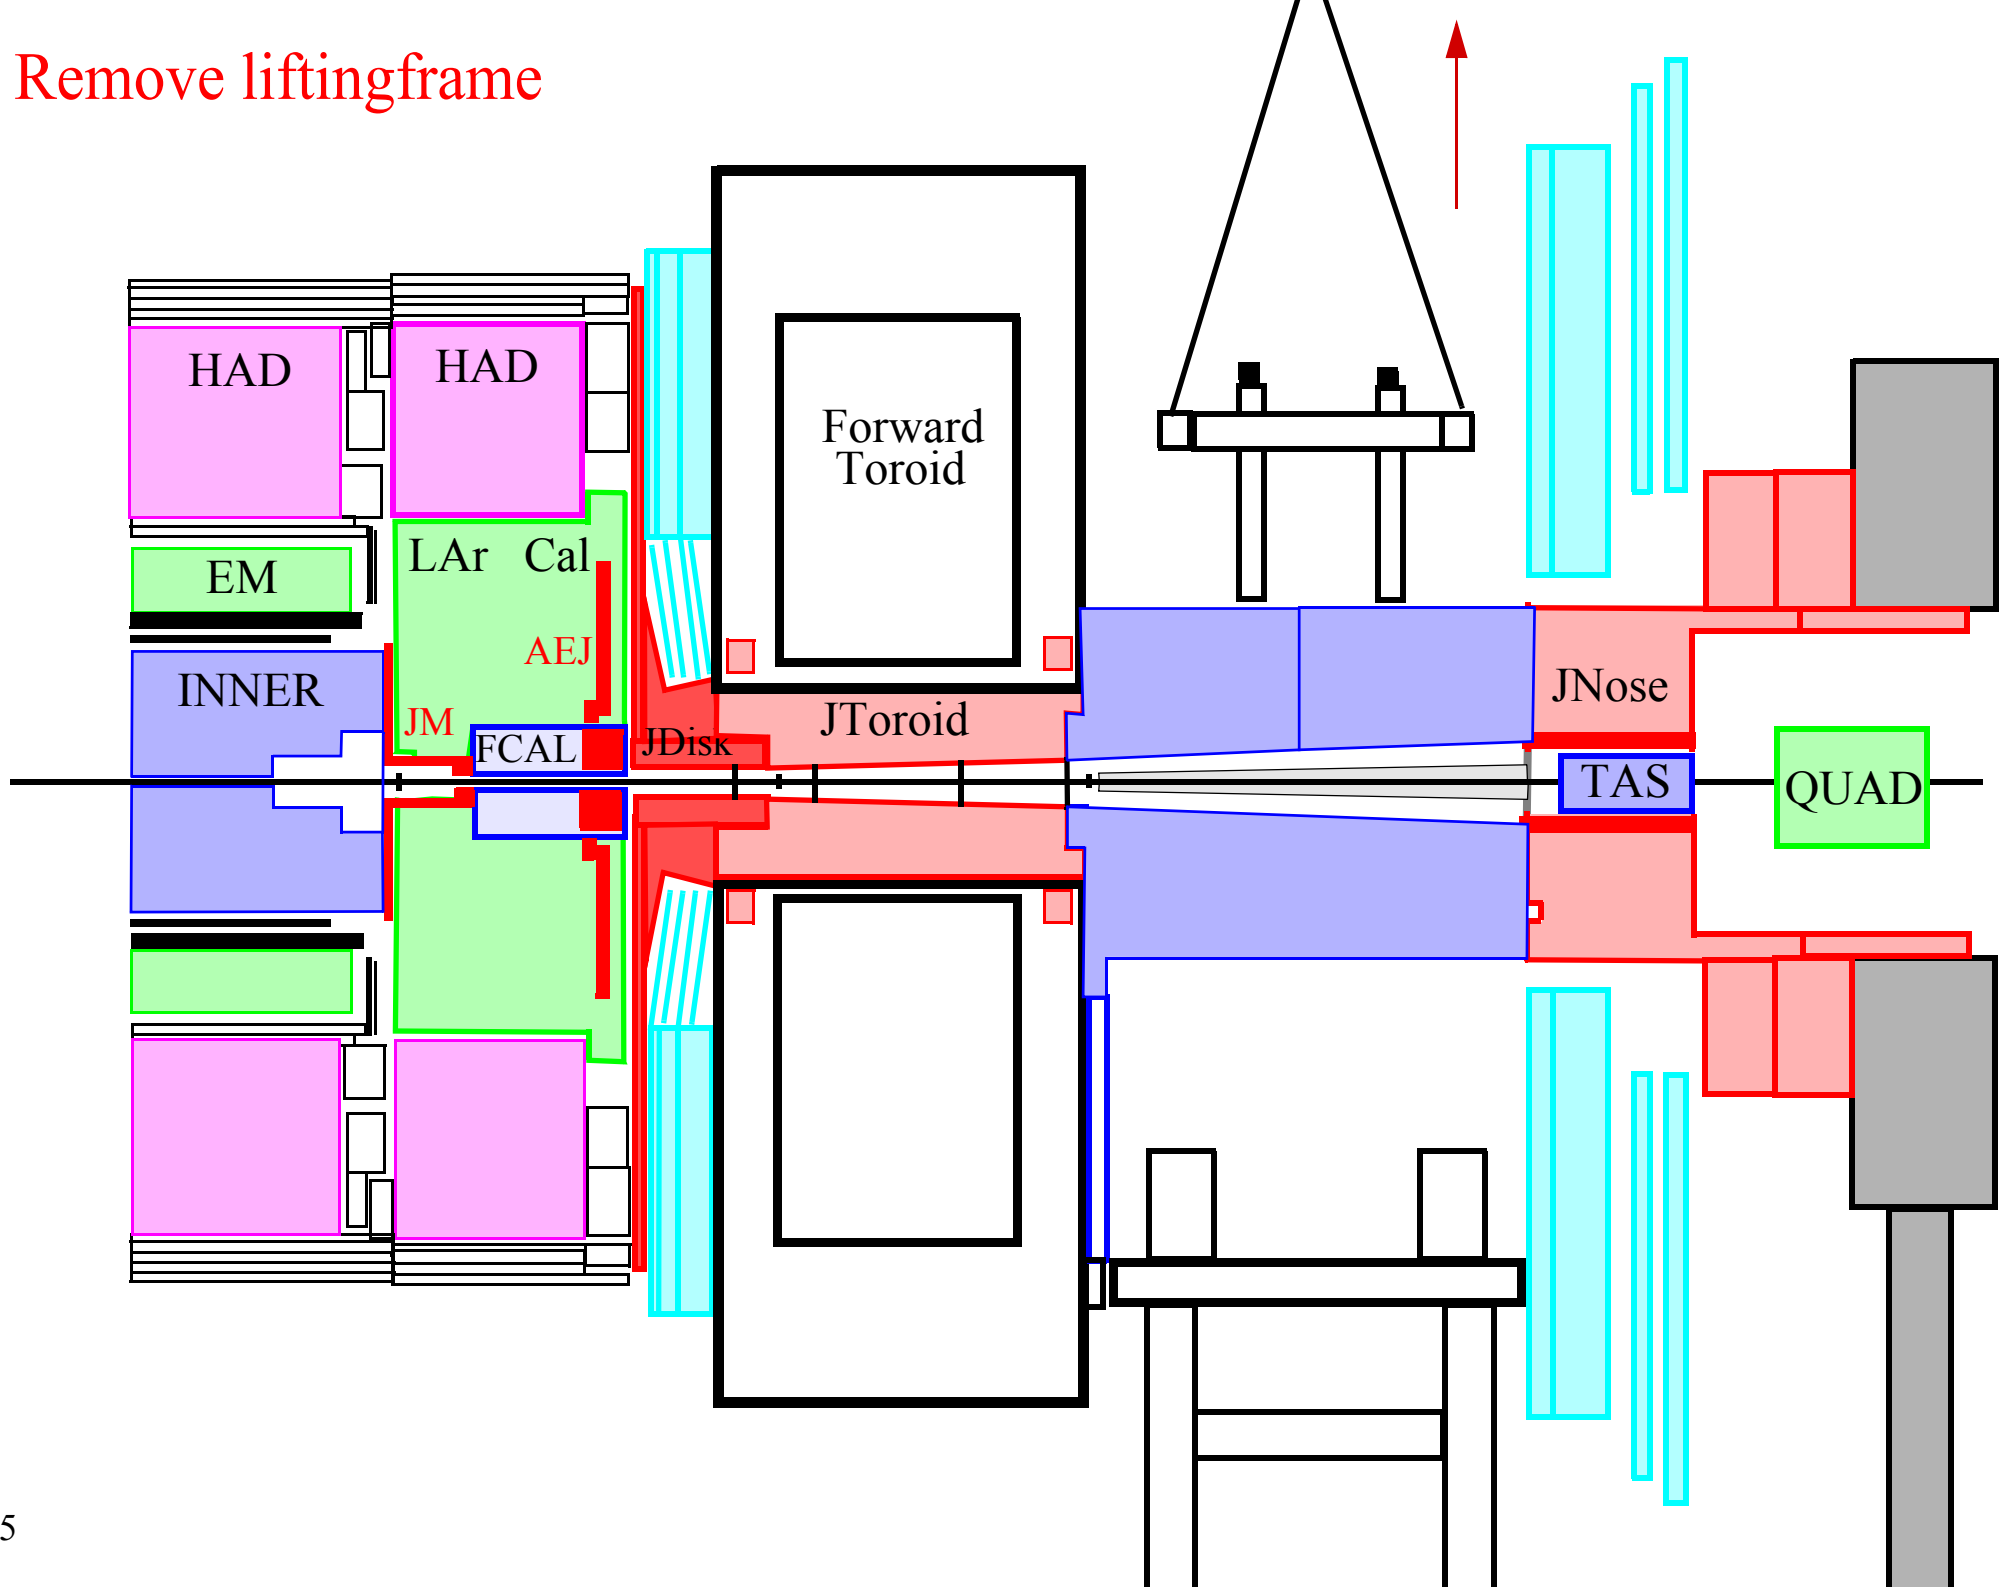 Remove liftingframe
HAD
HAD
Forward
Toroid
LAr Cal
EM
AEJ
INNER
JM
FCAL
JDisk
JToroid
JNose
TAS
QUAD
5